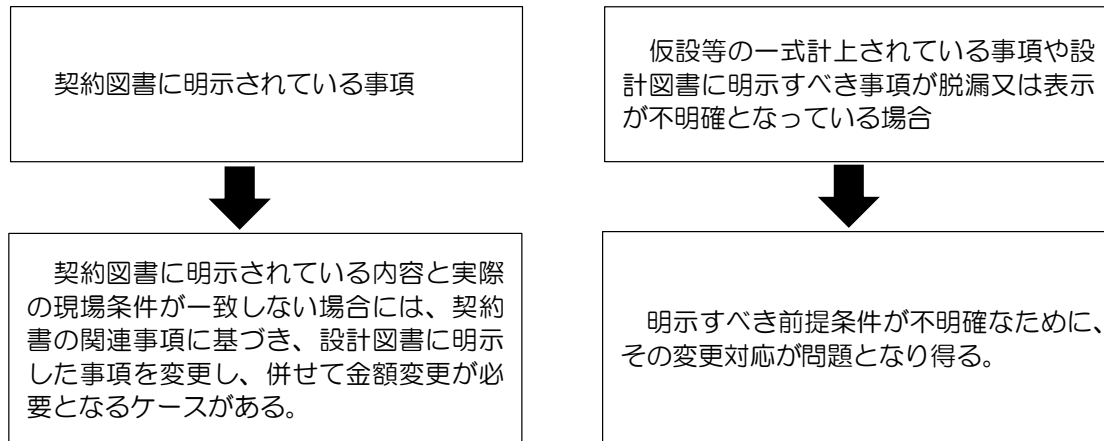 契約図書に明示されている事項
契約図書に明示されている内容と実際
の現場条件が一致しない場合には、契約
書の関連事項に基づき、設計図書に明示
した事項を変更し、併せて金額変更が必
要となるケースがある。
仮設等の一式計上されている事項や設
計図書に明示すべき事項が脱漏又は表示
が不明確となっている場合
明示すべき前提条件が不明確なために、
その変更対応が問題となり得る。